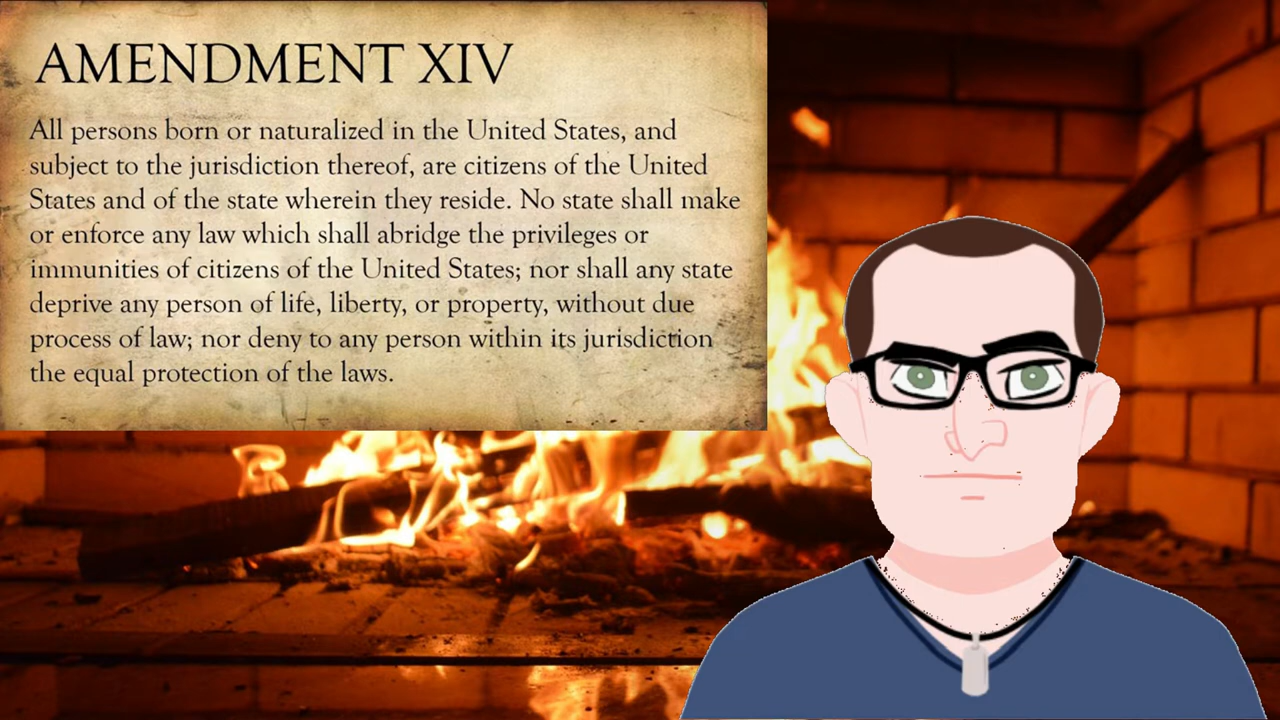 AMENDMENT XIV
All persons born or naturalized in the United States, and
subject to the jurisdiction thereof, are citizens of the United
States and of the state wherein they reside. No state shall make
or enforce any law which shall abridge the privileges or
immunities of citizens of the United States; nor shall any state
deprive any person of life, liberty, or property, without due
process of law; nor deny to any person within its jurisdiction
the equal protection of the laws.